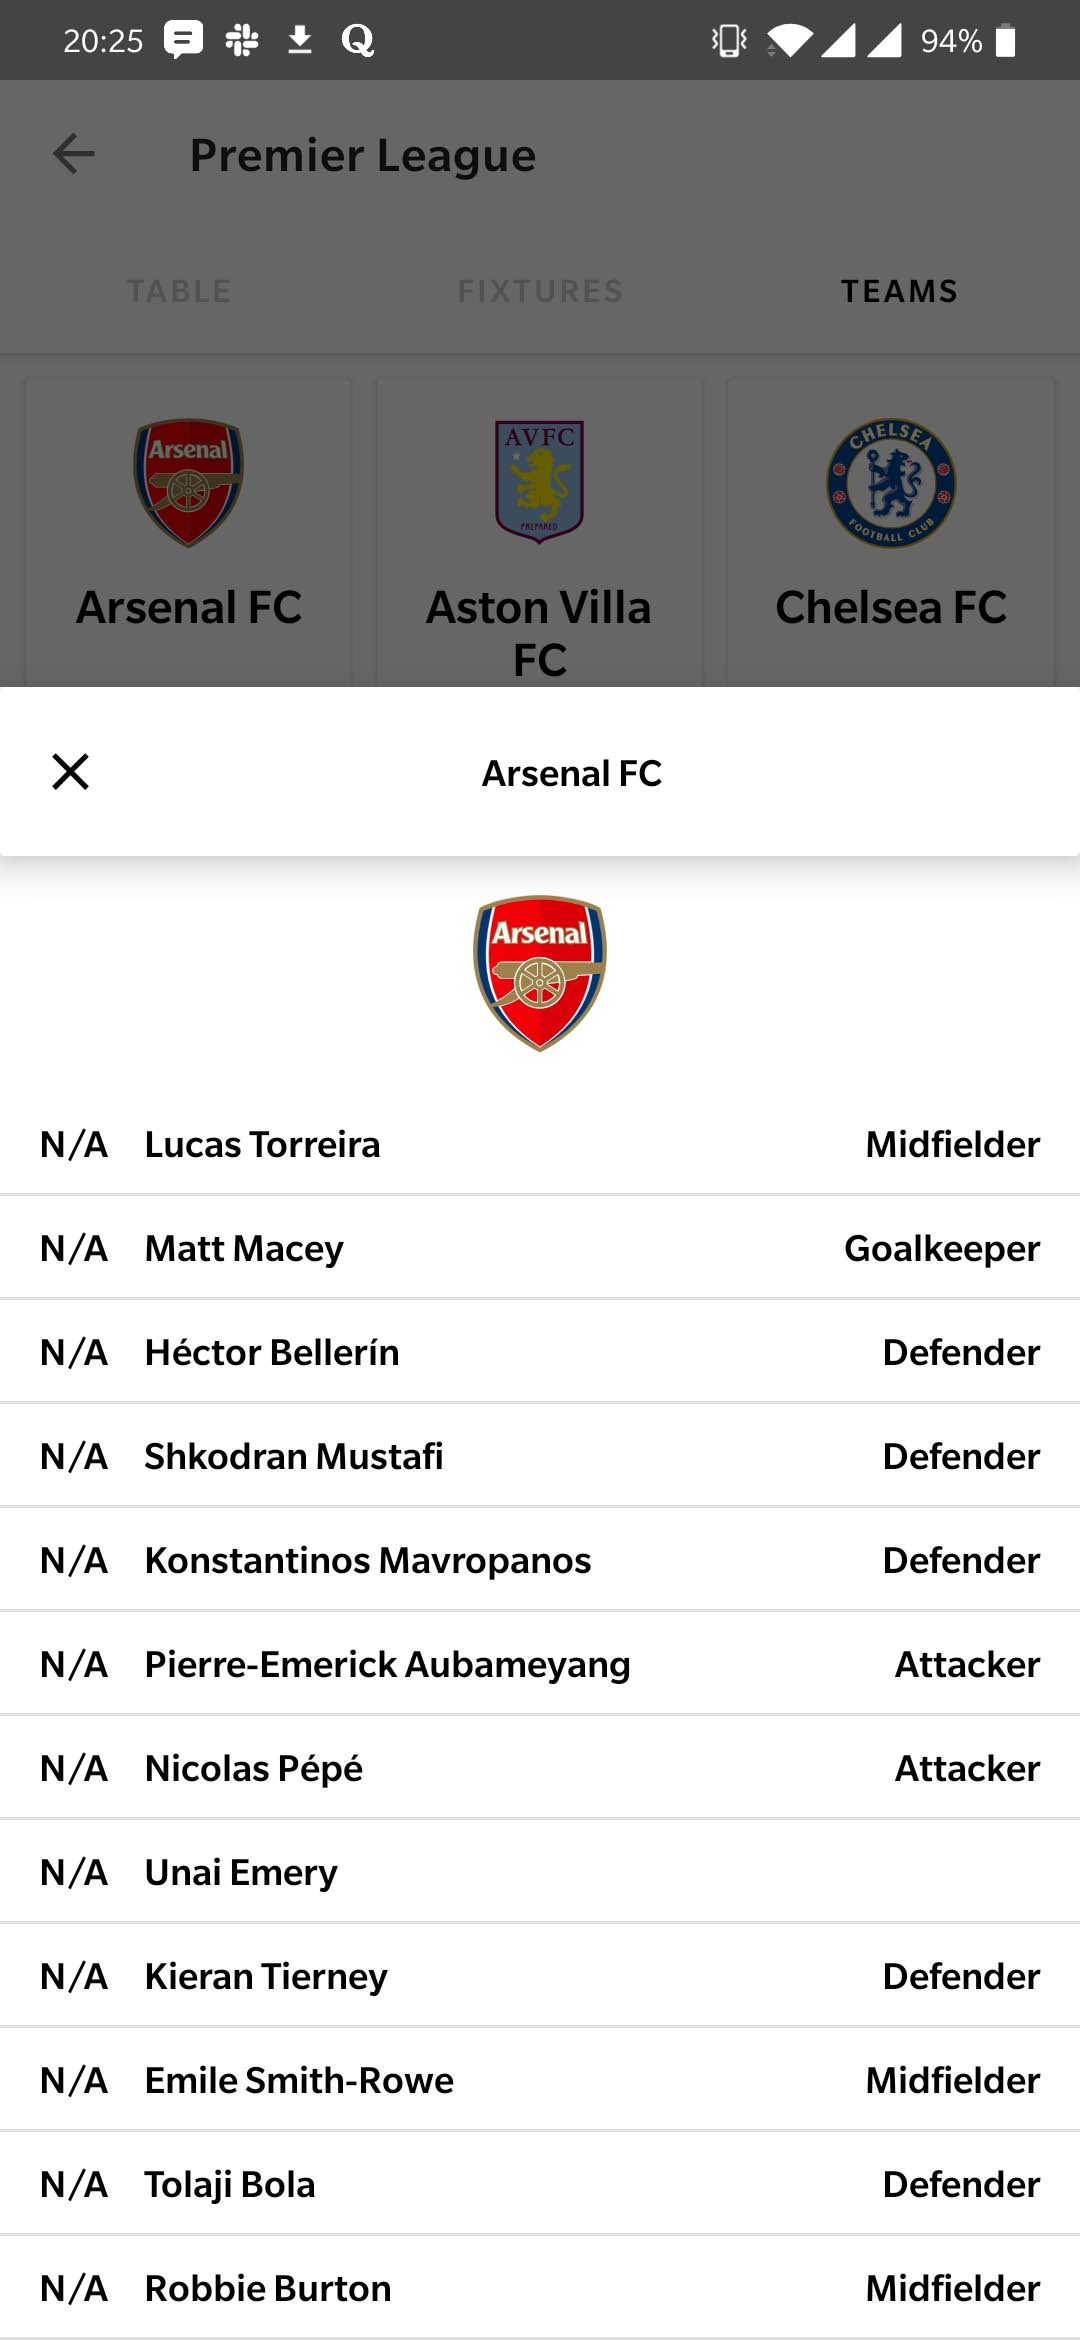 20:25 94%
Premier League
TABLE FIXTURES TEAMS
Arsenal AVFC CHELSEA
PREPARED FOOTBALL CLUB
Arsenal FC Aston Villa FC Chelsea FC
Arsenal FC
Arsenal
N/A Lucas Torreira Midfielder
N/A Matt Macey Goalkeeper
N/A Héctor Bellerín Defender
N/A Shkodran Mustafi Defender
N/A Konstantinos Mavropanos Defender
N/A Pierre-Emerick Aubameyang Attacker
N/A Nicolas Pépé Attacker
N/A Unai Emery
N/A Kieran Tierney Defender
N/A Emile Smith-Rowe Midfielder
N/A Tolaji Bola Defender
N/A Robbie Burton Midfielder